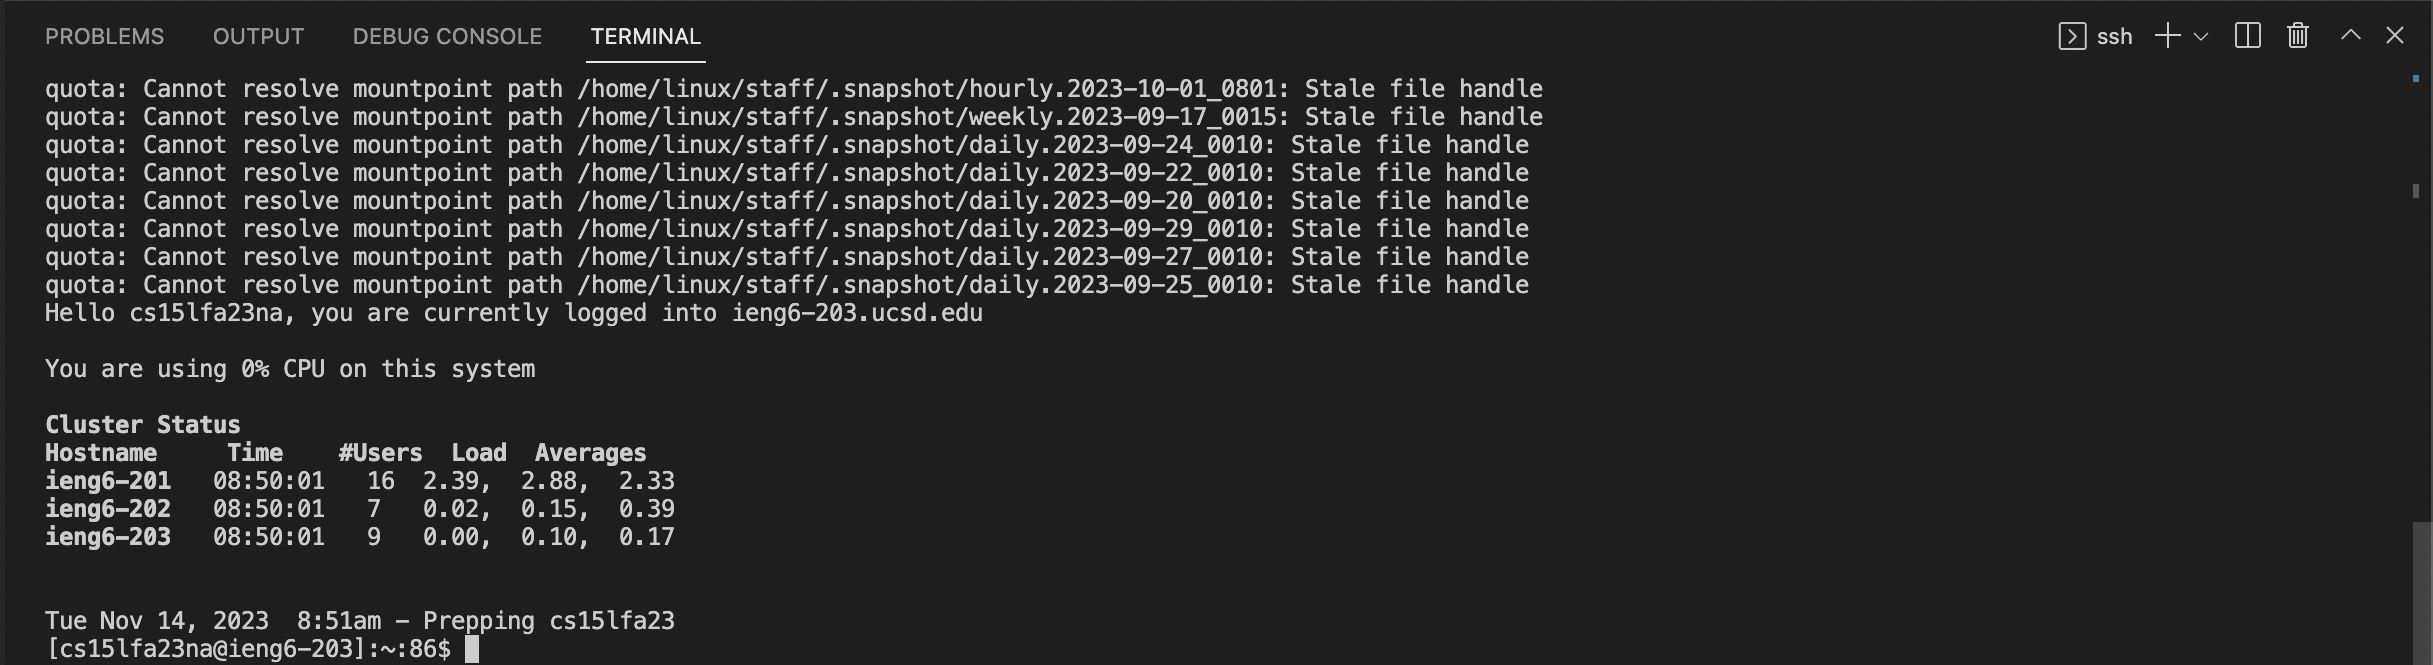 PROBLEMS OUTPUT DEBUG CONSOLE TERMINAL ssh
quota: Cannot resolve mountpoint path /home/linux/staff/.snapshot/hourly.2023-10-01_0801: Stale file handle
quota: Cannot resolve mountpoint path /home/linux/staff/.snapshot/weekly.2023-09-17_0015: Stale file handle
quota: Cannot resolve mountpoint path /home/linux/staff/.snapshot/daily.2023-09-24_0010: Stale file handle
quota: Cannot resolve mountpoint path /home/linux/staff/.snapshot/daily.2023-09-22_0010: Stale file handle
quota: Cannot resolve mountpoint path /home/linux/staff/.snapshot/daily.2023-09-20_0010: Stale file handle
quota: Cannot resolve mountpoint path /home/linux/staff/.snapshot/daily.2023-09-29_0010: Stale file handle
quota: Cannot resolve mountpoint path /home/linux/staff/.snapshot/daily.2023-09-27_0010: Stale file handle
quota: Cannot resolve mountpoint path /home/linux/staff/.snapshot/daily.2023-09-25_0010: Stale file handle
Hello cs15lfa23na, you are currently logged into ieng6-203.ucsd.edu
You are using 0% CPU on this system
Cluster Status
Hostname Time #Users Load Averages
ieng6-201 08:50:01 16 2.39, 2.88, 2.33
ieng6-202 08:50:01 7 0.02, 0.15, 0.39
ieng6-203 08:50:01 9 0.00, 0.10, 0.17
Tue Nov 14, 2023 8:51am - Prepping cs15lfa23
[cs15lfa23na@ieng6-203]:~:86$